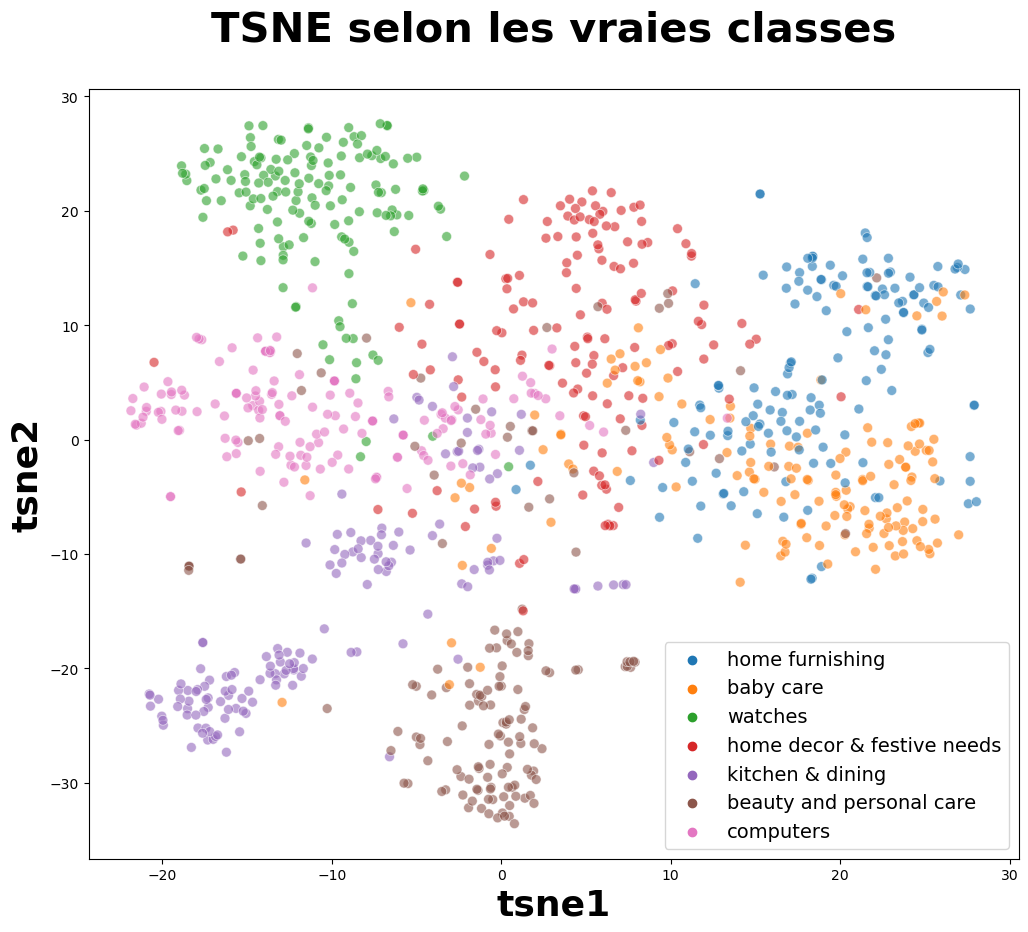 TSNE selon les vraies classes
30
20
10
0
−10
−20
−30
tsne2
−20
−10
0
10
20
30
tsne1
home furnishing
baby care
watches
home decor & festive needs
kitchen & dining
beauty and personal care
computers